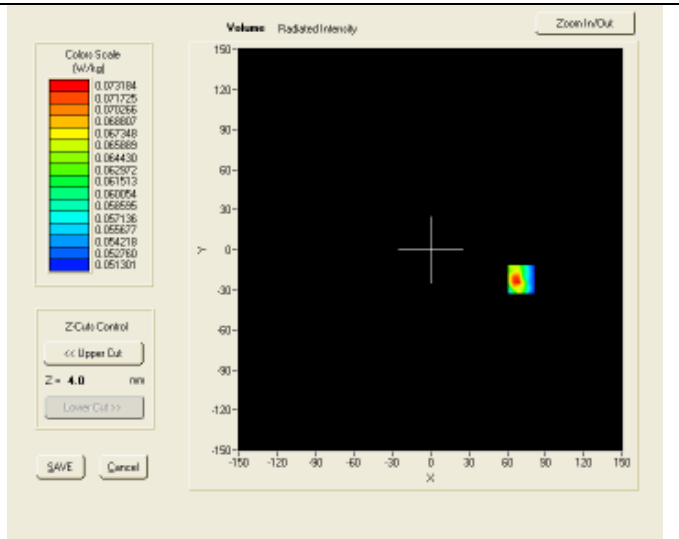 Volume Radiated Intensity
Zoom In/Out
Colors Scale
(W/kg)
0.073184
0.071725
0.070266
0.068807
0.067348
0.065889
0.064430
0.062972
0.061513
0.060054
0.058595
0.057136
0.055677
0.054218
0.052760
0.051301
150
120
90
60
30
0
-30
-60
-90
-120
-150
Y
-150 -120 -90 -60 -30 0 30 60 90 120 150
X
Z-Cuts Control
<< Upper Cut
Z = 4.0 mm
Lower Cut >>
SAVE Cancel